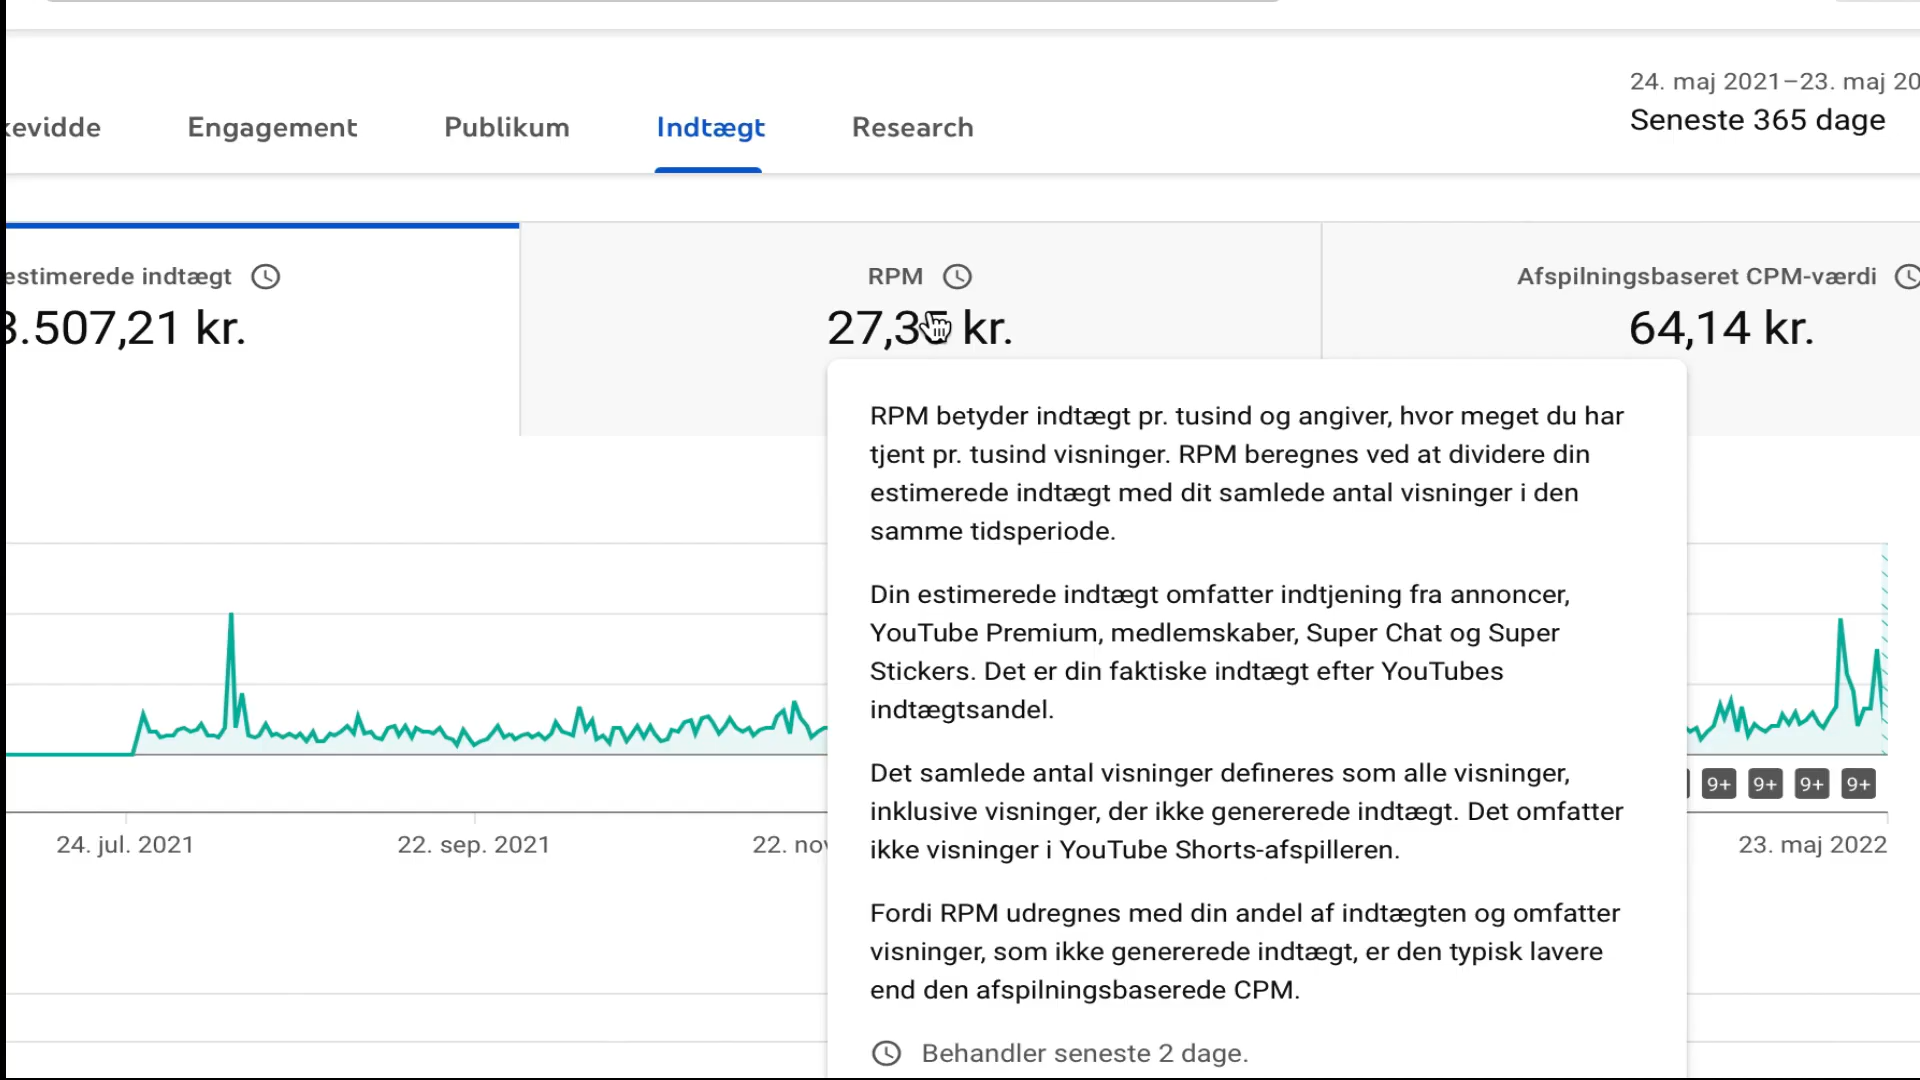 24. maj 2021–23. maj 20
Seneste 365 dage
Engagement Publikum Indtægt Research
estimerede indtægt RPM Afspilningsbaseret CPM-værdi
.507,21 kr. 27,35 kr. 64,14 kr.
RPM betyder indtægt pr. tusind og angiver, hvor meget du har
tjent pr. tusind visninger. RPM beregnes ved at dividere din
estimerede indtægt med dit samlede antal visninger i den
samme tidsperiode.
Din estimerede indtægt omfatter indtjening fra annoncer,
YouTube Premium, medlemskaber, Super Chat og Super
Stickers. Det er din faktiske indtægt efter YouTubes
indtægtsandel.
Det samlede antal visninger defineres som alle visninger,
inklusive visninger, der ikke genererede indtægt. Det omfatter
ikke visninger i YouTube Shorts-afspilleren.
Fordi RPM udregnes med din andel af indtægten og omfatter
visninger, som ikke genererede indtægt, er den typisk lavere
end den afspilningsbaserede CPM.
Behandler seneste 2 dage.
9+ 9+ 9+ 9+
24. jul. 2021 22. sep. 2021 22. nov 23. maj 2022